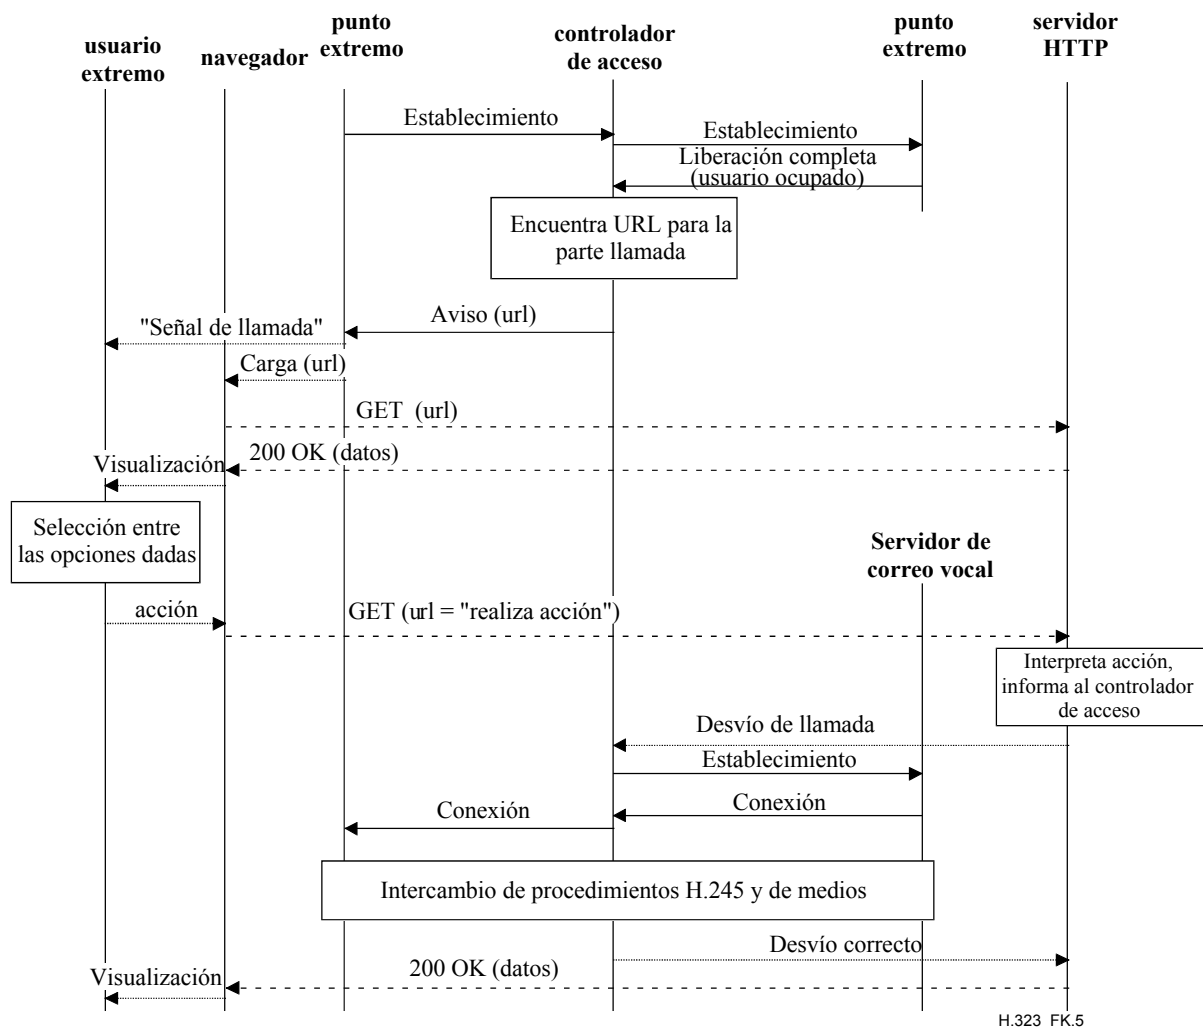 usuario
extremo
navegador
punto
extremo
controlador
de acceso
punto
extremo
servidor
HTTP
Establecimiento
Establecimiento
Liberación completa
(usuario ocupado)
Encuentra URL para la
parte llamada
Aviso (url)
"Señal de llamada"
Carga (url)
GET (url)
200 OK (datos)
Visualización
Selección entre
las opciones dadas
Servidor de
correo vocal
acción
GET (url = "realiza acción")
Interpreta acción,
informa al controlador
de acceso
Desvío de llamada
Establecimiento
Conexión
Conexión
Intercambio de procedimientos H.245 y de medios
Desvío correcto
200 OK (datos)
Visualización
H.323_FK.5